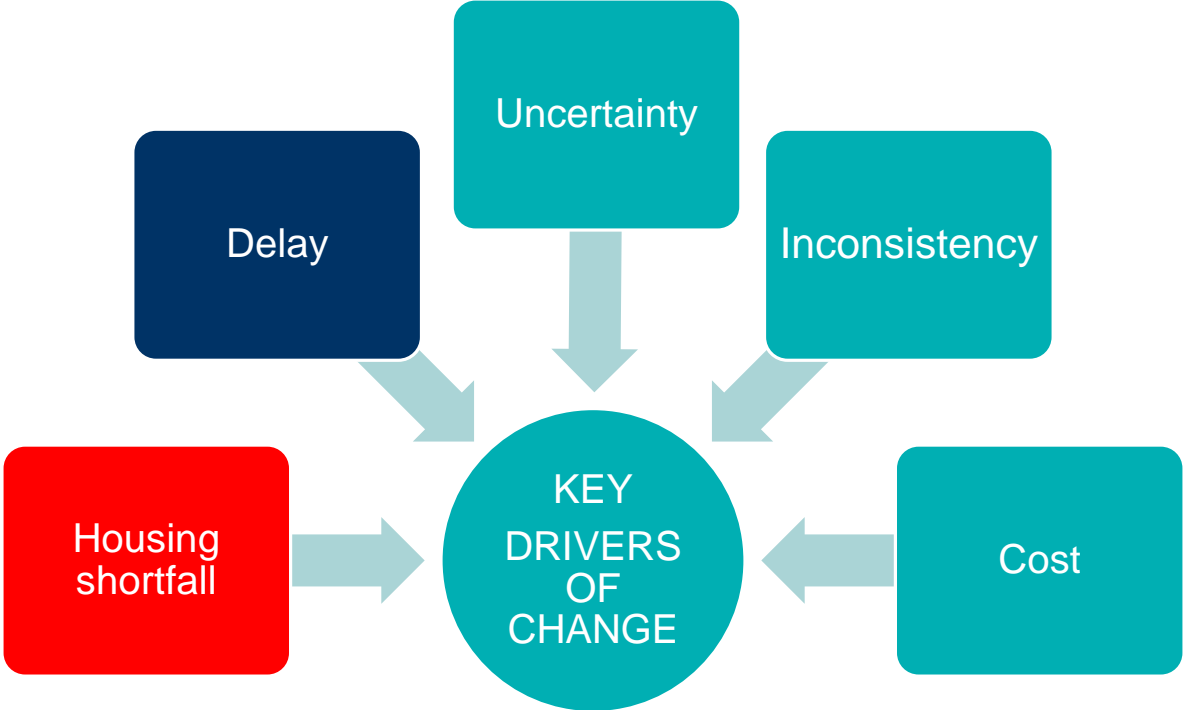 Uncertainty
Delay
Inconsistency
Housing
shortfall
KEY
DRIVERS
OF
CHANGE
Cost